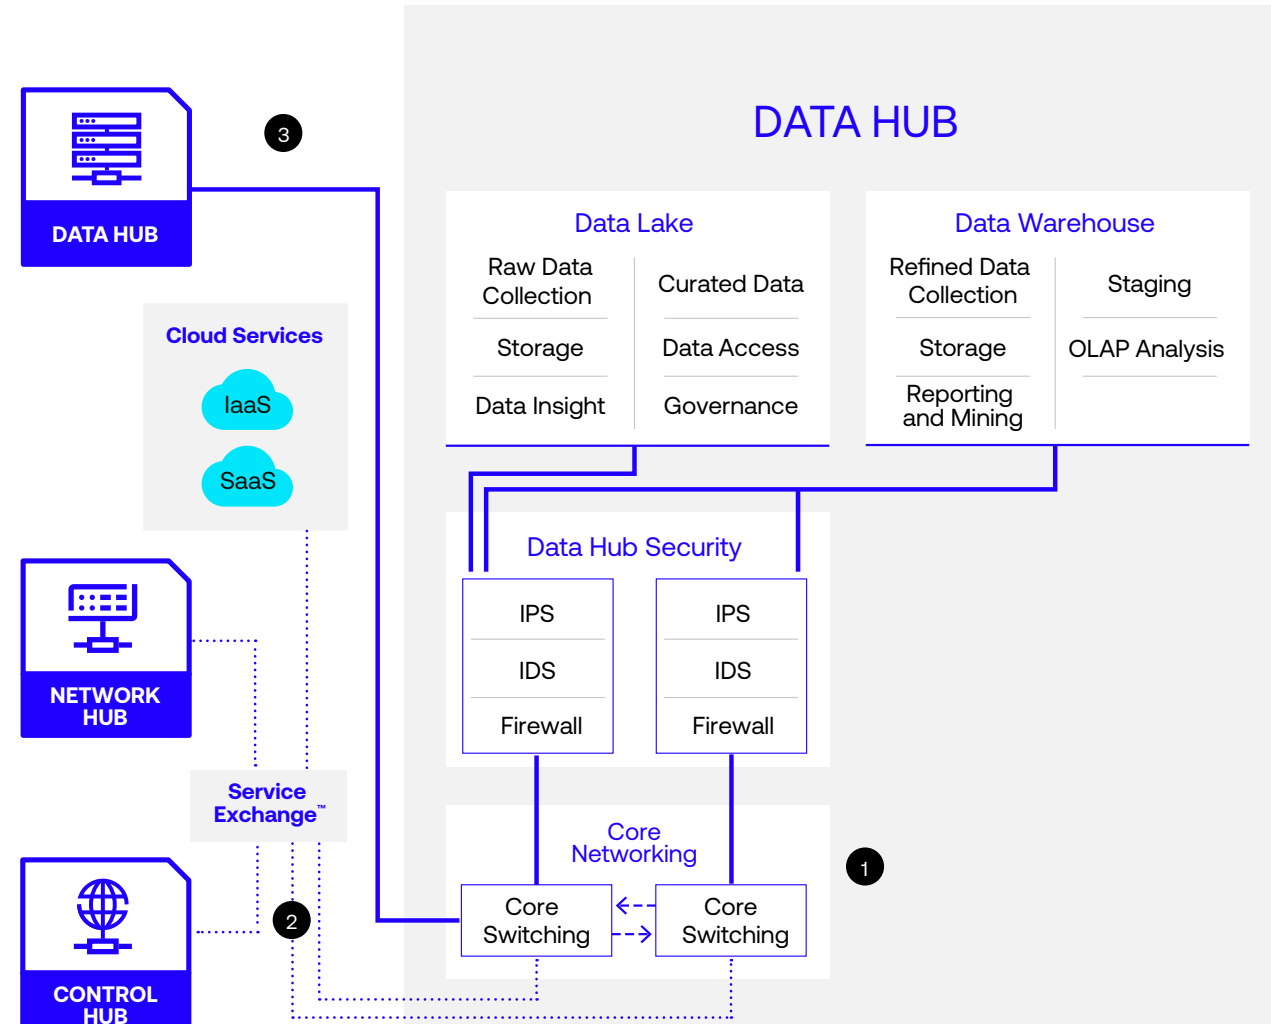 DATA HUB
3
DATA HUB
Cloud Services
IaaS
SaaS
NETWORK
HUB
Service
Exchange™
2
CONTROL
HUB
Data Lake
Raw Data
Collection
Curated Data
Storage
Data Access
Data Insight
Governance
Data Warehouse
Refined Data
Collection
Staging
Storage
OLAP Analysis
Reporting
and Mining
Data Hub Security
IPS
IDS
Firewall
IPS
IDS
Firewall
Core
Networking
Core
Switching
Core
Switching
1